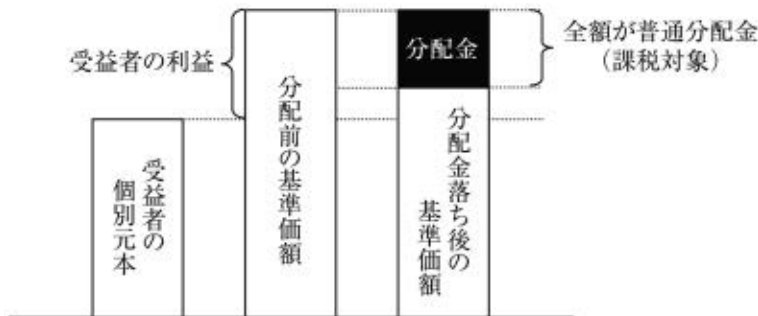 受益者の利益
分配金
全額が普通分配金
(課税対象)
受益者の
個別元本
分配前の基準価額
分配金落ち後の
基準価額